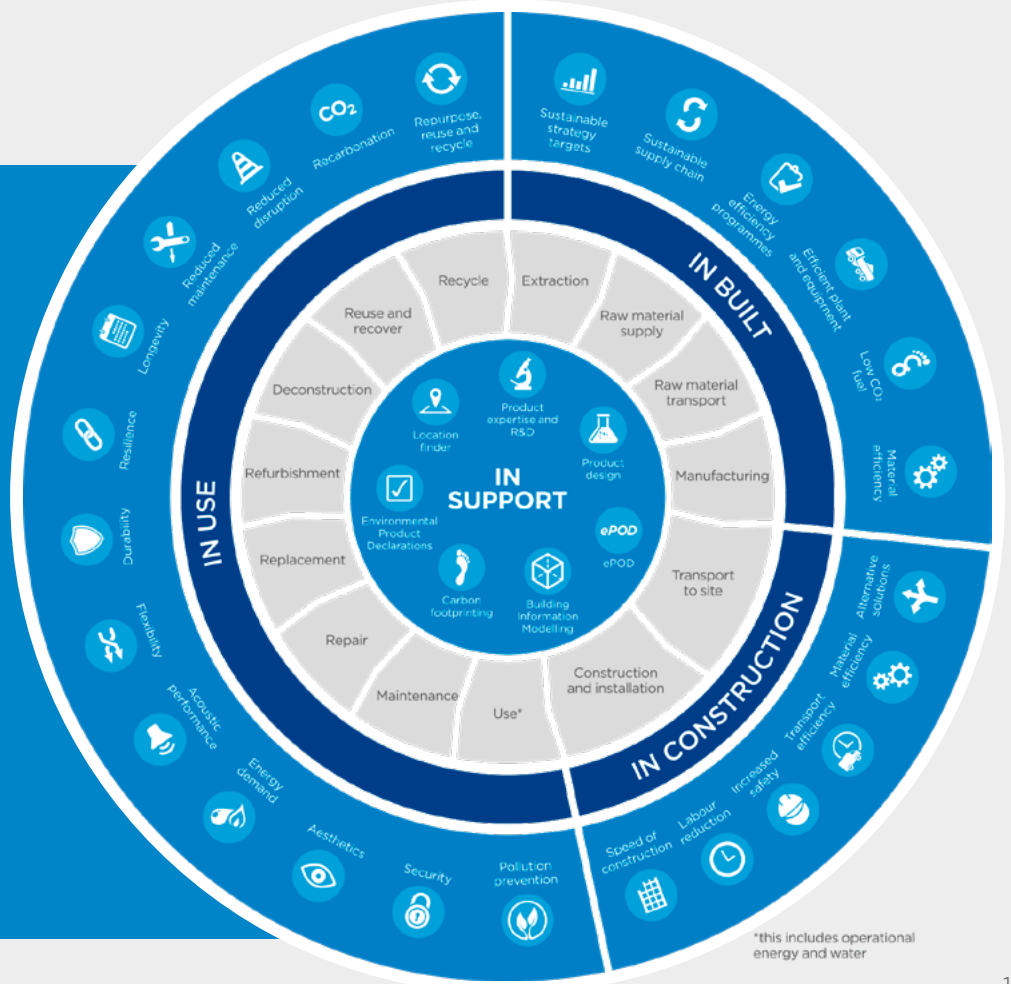 Sustainable
strategy
targets
Sustainable
supply chain
Energy
efficiency
programmes
Efficient plant
and equipment
Low CO₂
fuel
Material
efficiency
Alternative
solutions
Material
efficiency
Transport
efficiency
Increased
safety
Labour
reduction
Speed of
construction
Pollution
prevention
Security
Aesthetics
Energy
demand
Acoustic
performance
Flexibility
Durability
Resilience
Longevity
Reduced
maintenance
Reduced
disruption
CO₂
Recarbonation
Repurpose,
reuse and
recycle
IN BUILT
IN CONSTRUCTION
IN USE
Extraction
Raw material
supply
Raw material
transport
Manufacturing
Transport
to site
Construction
and installation
Use*
Maintenance
Repair
Replacement
Refurbishment
Deconstruction
Reuse and
recover
Recycle
Location
finder
Product
expertise and
R&D
Product
design
IN
SUPPORT
Environmental
Product
Declarations
ePOD
ePOD
Carbon
footprinting
Building
Information
Modelling
*this includes operational
energy and water
1